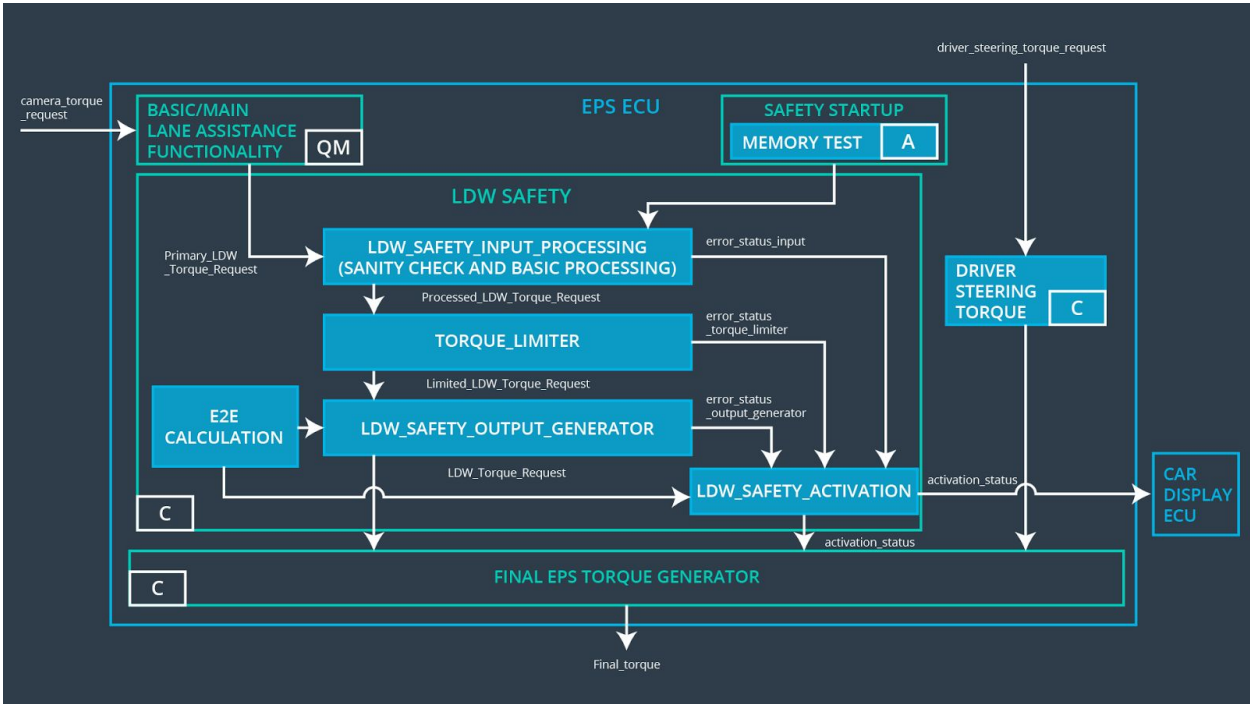 driver_steering_torque_request
camera_torque
_request
BASIC/MAIN
LANE ASSISTANCE
FUNCTIONALITY
QM
EPS ECU
SAFETY STARTUP
MEMORY TEST
A
LDW SAFETY
Primary_LDW
_Torque_Request
LDW_SAFETY_INPUT_PROCESSING
(SANITY CHECK AND BASIC PROCESSING)
error_status_input
DRIVER
STEERING
TORQUE
C
Processed_LDW_Torque_Request
TORQUE_LIMITER
error_status
_torque_limiter
Limited_LDW_Torque_Request
E2E
CALCULATION
LDW_SAFETY_OUTPUT_GENERATOR
error_status
_output_generator
LDW_Torque_Request
LDW_SAFETY_ACTIVATION
activation_status
CAR
DISPLAY
ECU
C
activation_status
C
FINAL EPS TORQUE GENERATOR
Final_torque